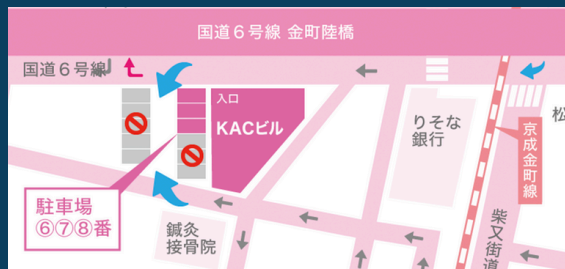 国道６号線 金町陸橋
国道６号線
入口
KACビル
りそな
銀行
松
京成金町線
駐車場
⑥⑦⑧番
鍼灸
接骨院
柴又街道